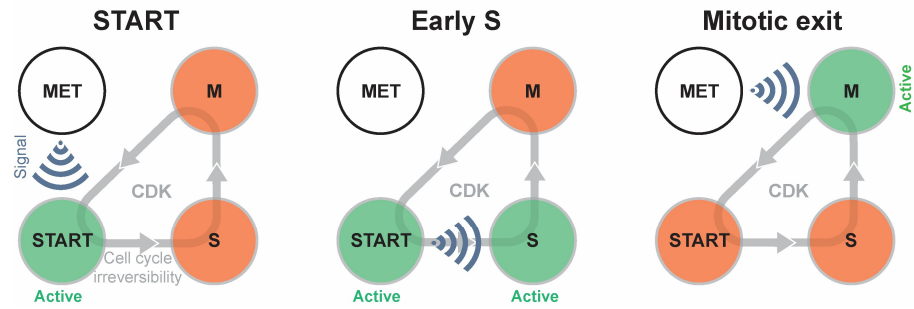 START
MET
M
Signal
CDK
START
S
Cell cycle
irreversibility
Active
Early S
MET
M
CDK
START
S
Active
Active
Mitotic exit
MET
M
Active
CDK
START
S